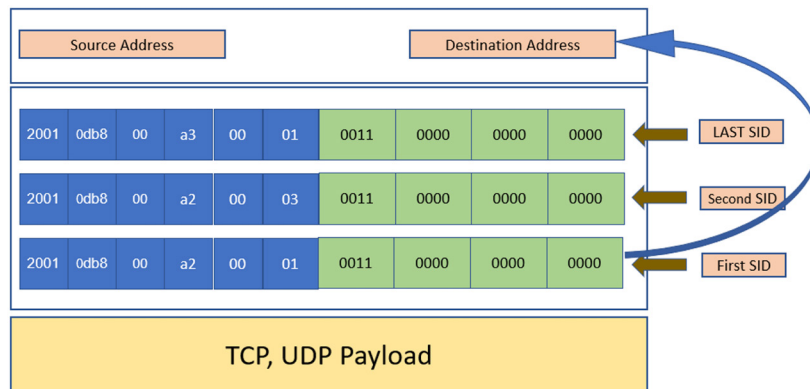 Source Address Destination Address
2001 0db8 00 a3 00 01 0011 0000 0000 0000 LAST SID
2001 0db8 00 a2 00 03 0011 0000 0000 0000 Second SID
2001 0db8 00 a2 00 01 0011 0000 0000 0000 First SID
TCP, UDP Payload